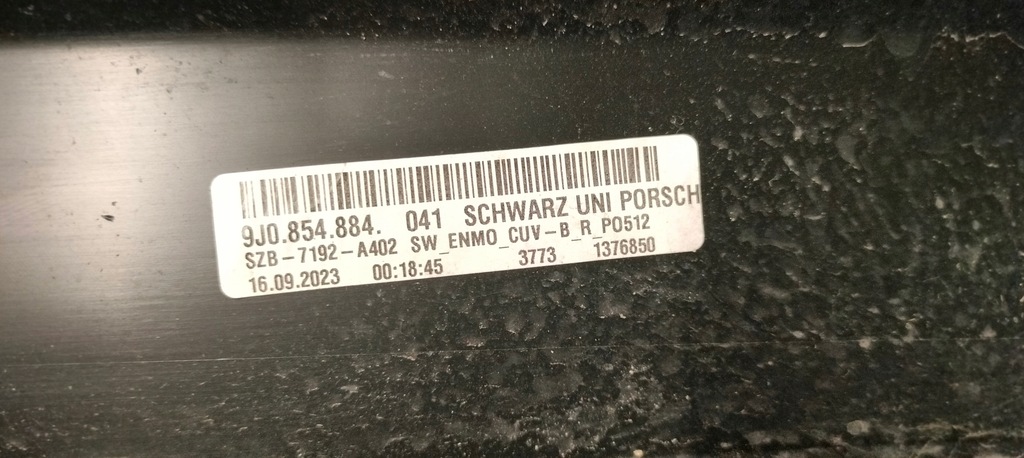 9J0.854.884. 041 SCHWARZ UNI PORSCH
SZB-7192-A402 SW_ENMO_CUV-B_R_PO512
16.09.2023 00:18:45 3773 1376850